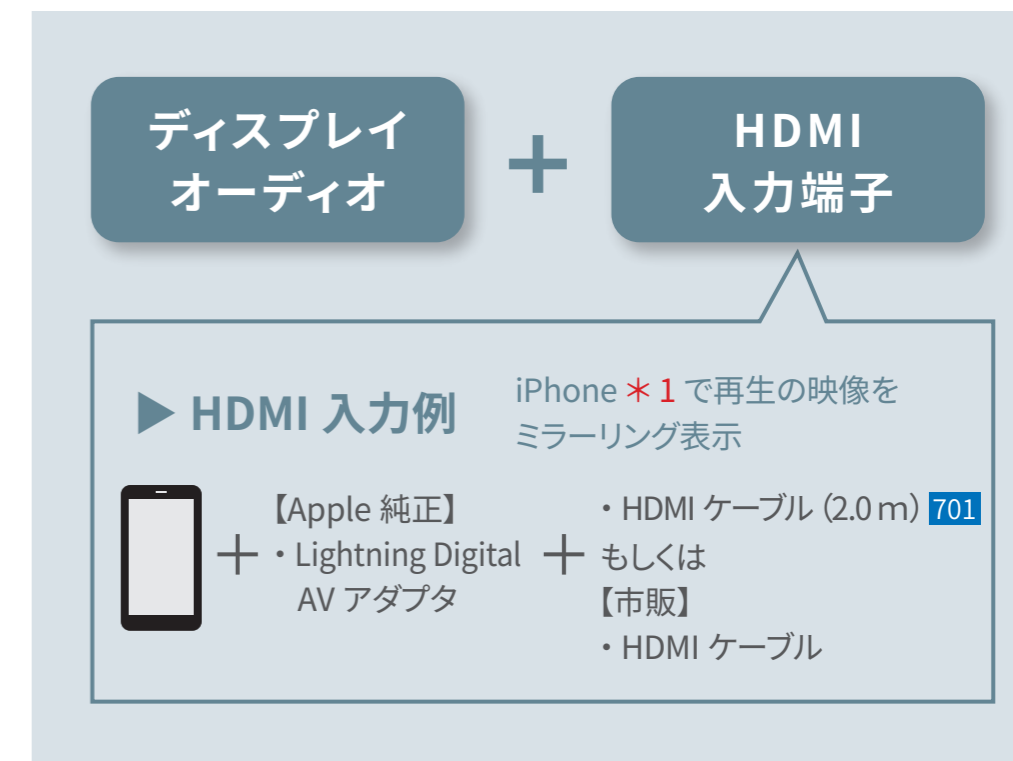 ディスプレイ
オーディオ
＋
HDMI
入力端子
▶ HDMI 入力例
iPhone ＊1 で再生の映像を
ミラーリング表示
＋
【Apple 純正】
・Lightning Digital
AV アダプタ
＋
・HDMI ケーブル（2.0 m）701
もしくは
【市販】
・HDMI ケーブル